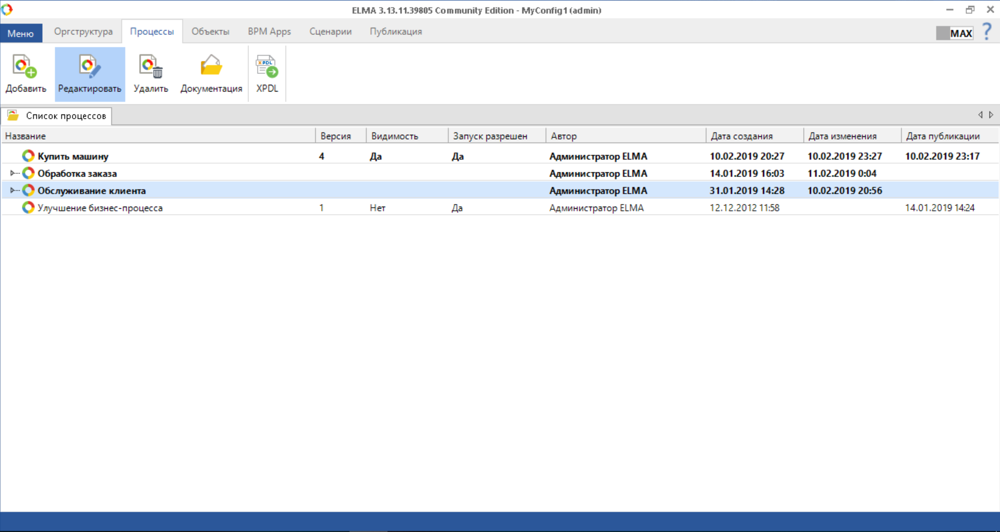 ELMA 3.13.11.39805 Community Edition - MyConfig1 (admin)
Меню Оргструктура Процессы Объекты BPM Apps Сценарии Публикация MAX ?
Добавить Редактировать Удалить Документация XPDL XPDL
Список процессов
Название Версия Видимость Запуск разрешен Автор Дата создания Дата изменения Дата публикации
Купить машину 4 Да Да Администратор ELMA 10.02.2019 20:27 10.02.2019 23:27 10.02.2019 23:17
Обработка заказа Администратор ELMA 14.01.2019 16:03 11.02.2019 0:04
Обслуживание клиента Администратор ELMA 31.01.2019 14:28 10.02.2019 20:56
Улучшение бизнес-процесса 1 Нет Да Администратор ELMA 12.12.2012 11:58 14.01.2019 14:24